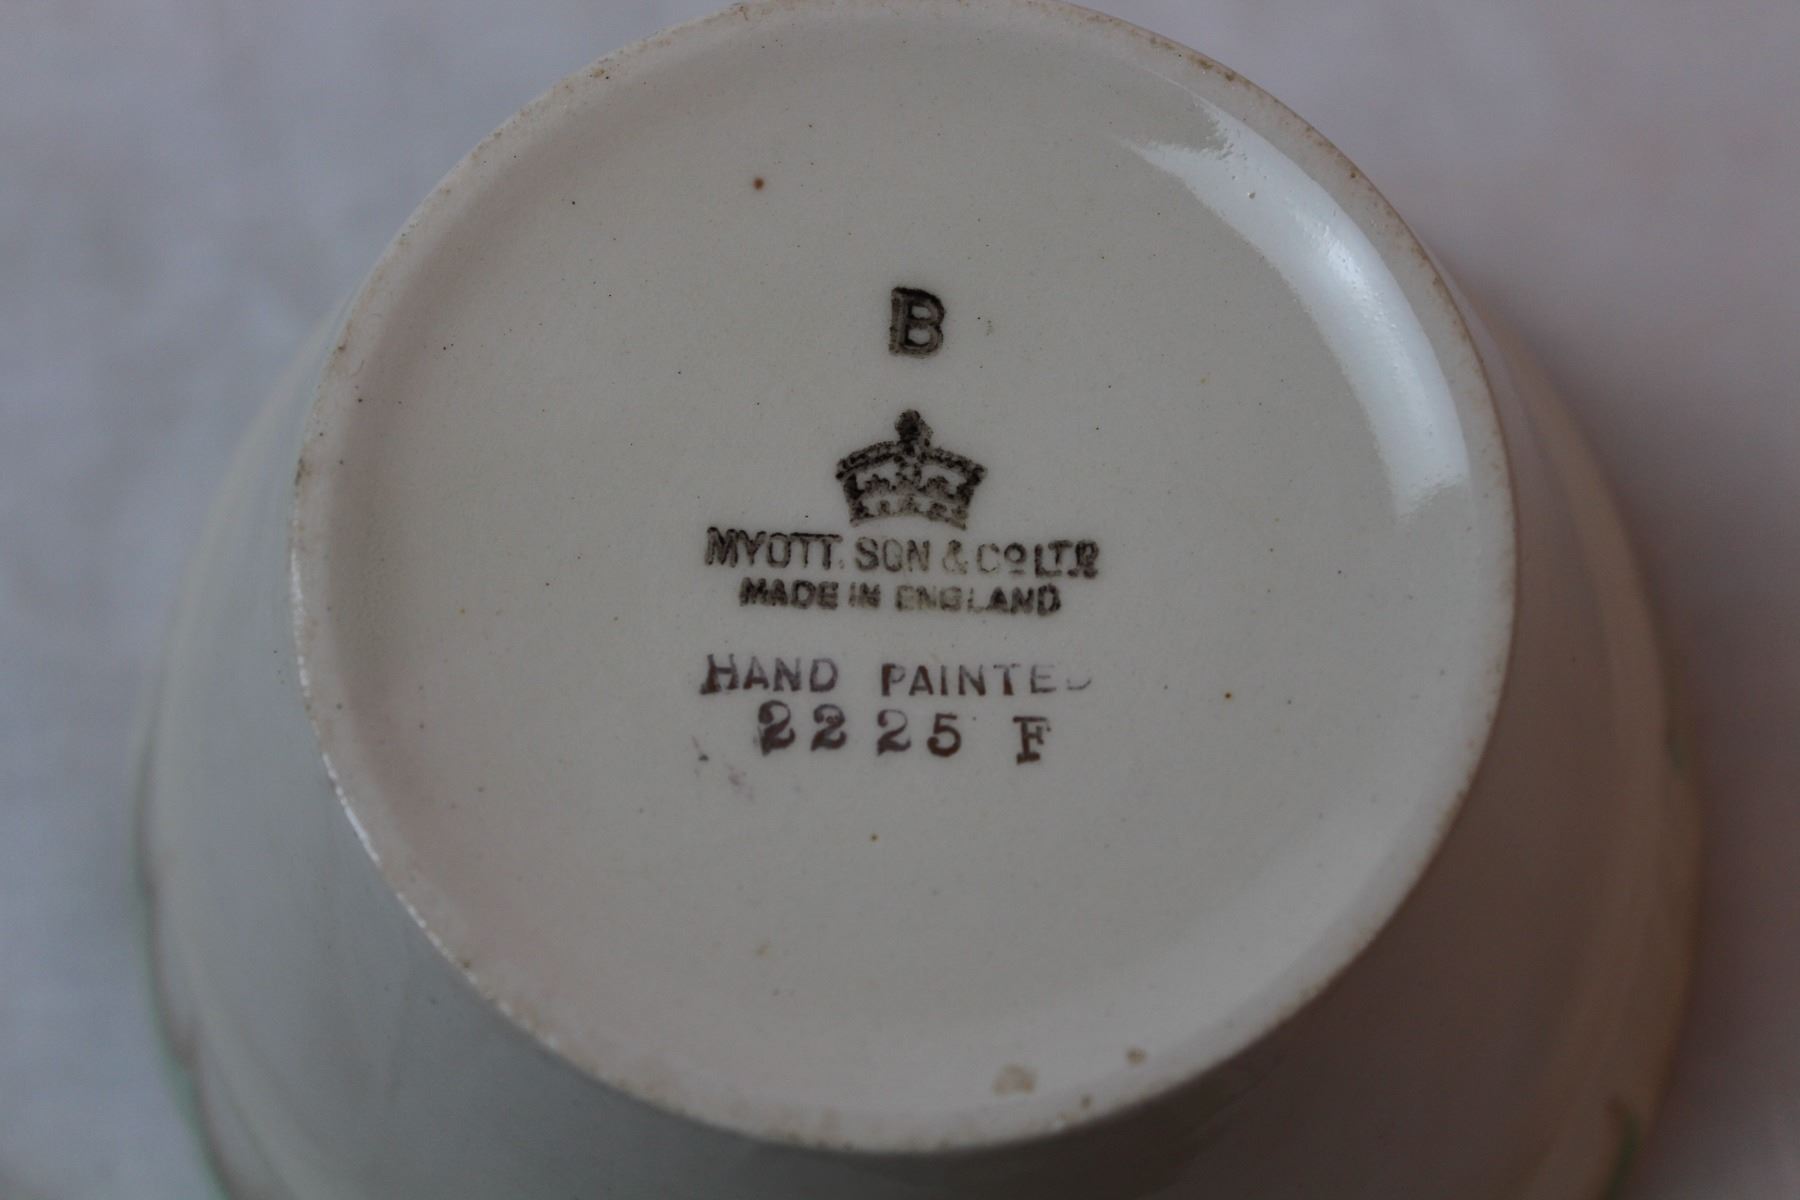 B
MYOTT. SON & Co LTD
MADE IN ENGLAND
HAND PAINTED
2225 F